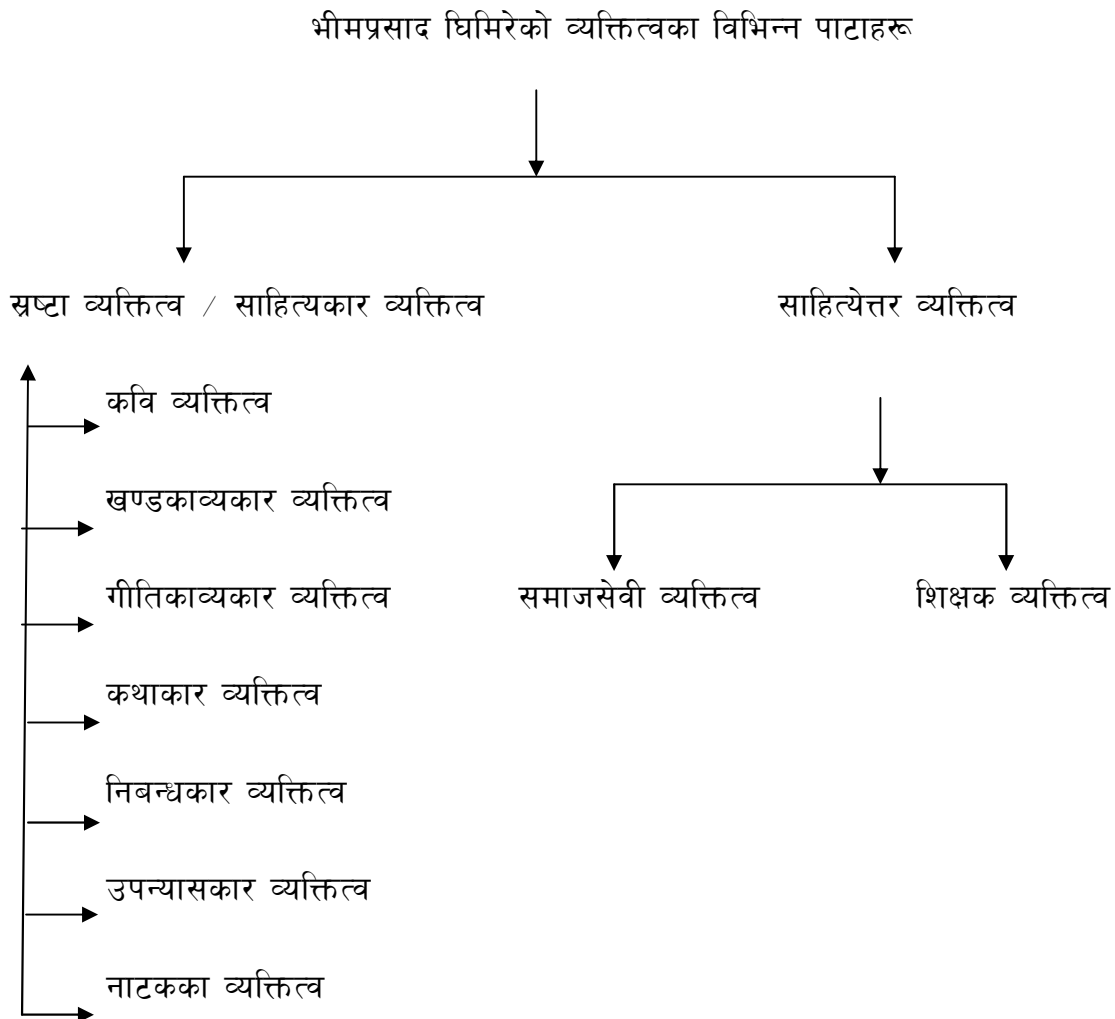 भीमप्रसाद घिमिरेको व्यक्तित्वका विभिन्न पाटाहरू
स्रष्टा व्यक्तित्व / साहित्यकार व्यक्तित्व
साहित्येत्तर व्यक्तित्व
कवि व्यक्तित्व
खण्डकाव्यकार व्यक्तित्व
गीतिकाव्यकार व्यक्तित्व
समाजसेवी व्यक्तित्व
शिक्षक व्यक्तित्व
कथाकार व्यक्तित्व
निबन्धकार व्यक्तित्व
उपन्यासकार व्यक्तित्व
नाटकका व्यक्तित्व